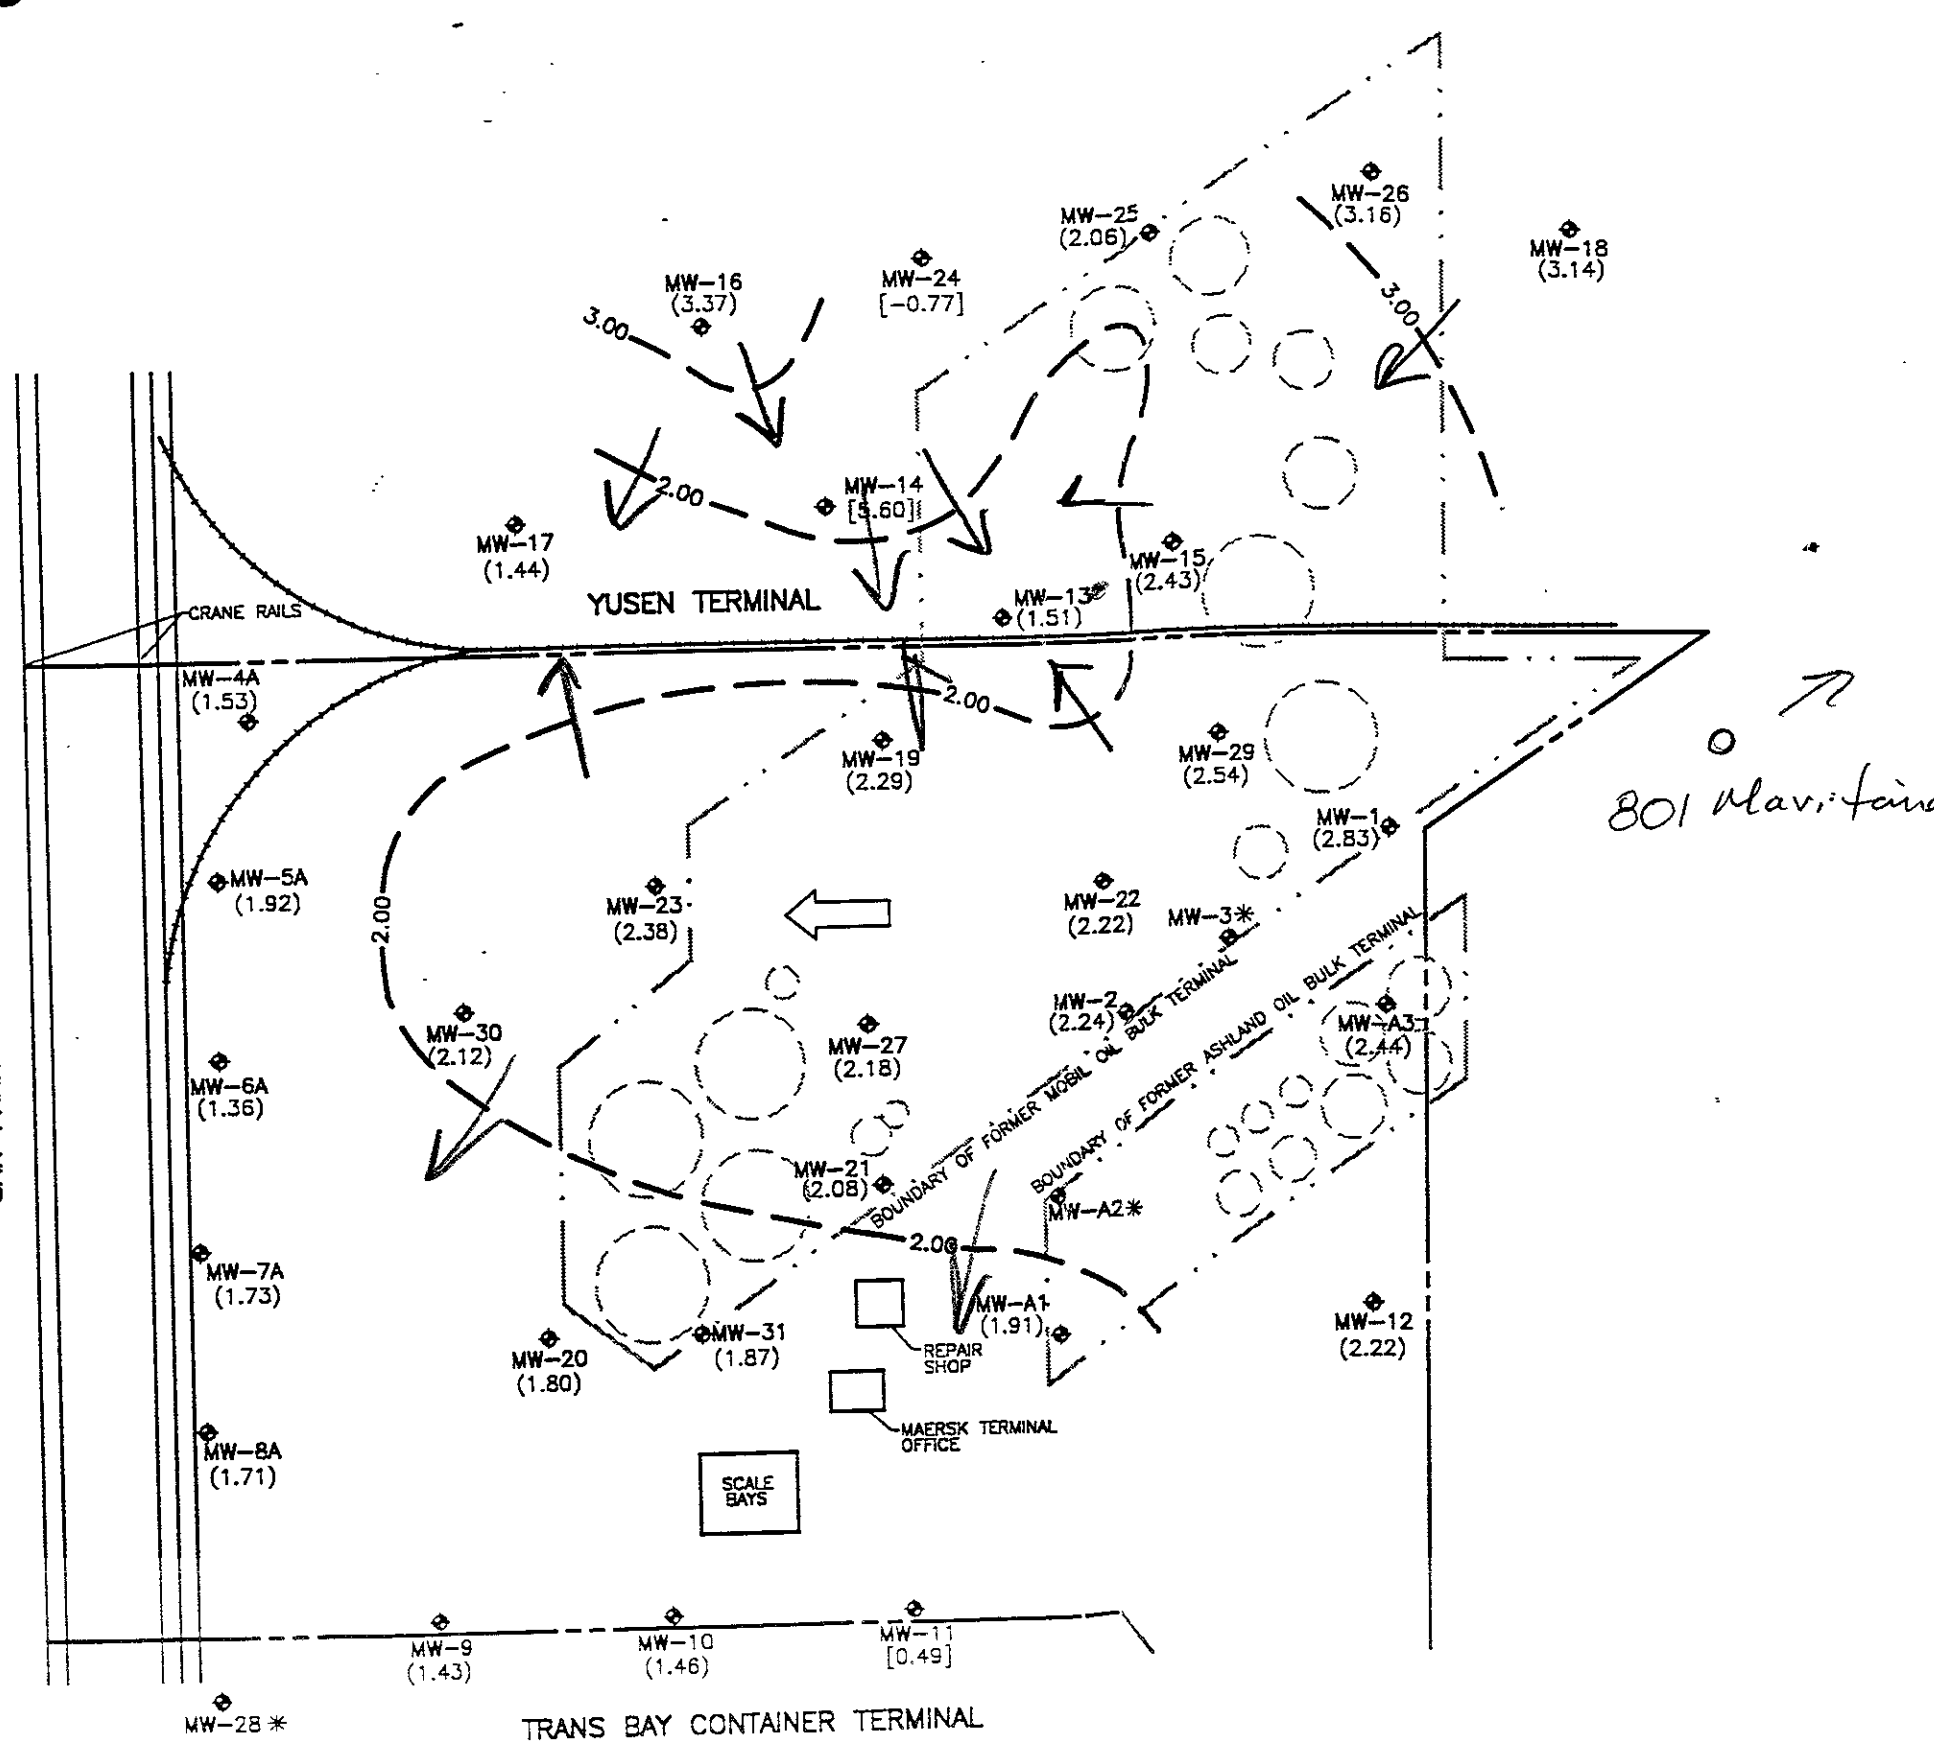 MW-26
(3.16)
MW-25
(2.06)
MW-18
(3.14)
MW-24
[-0.77]
MW-16
(3.37)
3.00
3.00
2.00
MW-14
[5.60]
MW-17
(1.44)
MW-15
(2.43)
YUSEN TERMINAL
MW-13
(1.51)
CRANE RAILS
MW-4A
(1.53)
2.00
MW-19
(2.29)
MW-29
(2.54)
801
MW-1
(2.83)
MW-5A
(1.92)
2.00
MW-23
(2.38)
MW-22
(2.22)
MW-3*
MW-2
(2.24)
MW-30
(2.12)
MW-27
(2.18)
MW-A3
(2.44)
MW-6A
(1.36)
BOUNDARY OF FORMER MOBIL OIL BULK TERMINAL
BOUNDARY OF FORMER ASHLAND OIL BULK TERMINAL
MW-21
(2.08)
MW-A2*
2.00
MW-7A
(1.73)
MW-A1
(1.91)
MW-12
(2.22)
MW-20
(1.80)
MW-31
(1.87)
REPAIR
SHOP
MAERSK TERMINAL
OFFICE
MW-8A
(1.71)
SCALE
BAYS
MW-9
(1.43)
MW-10
(1.46)
MW-11
[0.49]
MW-28*
TRANS BAY CONTAINER TERMINAL